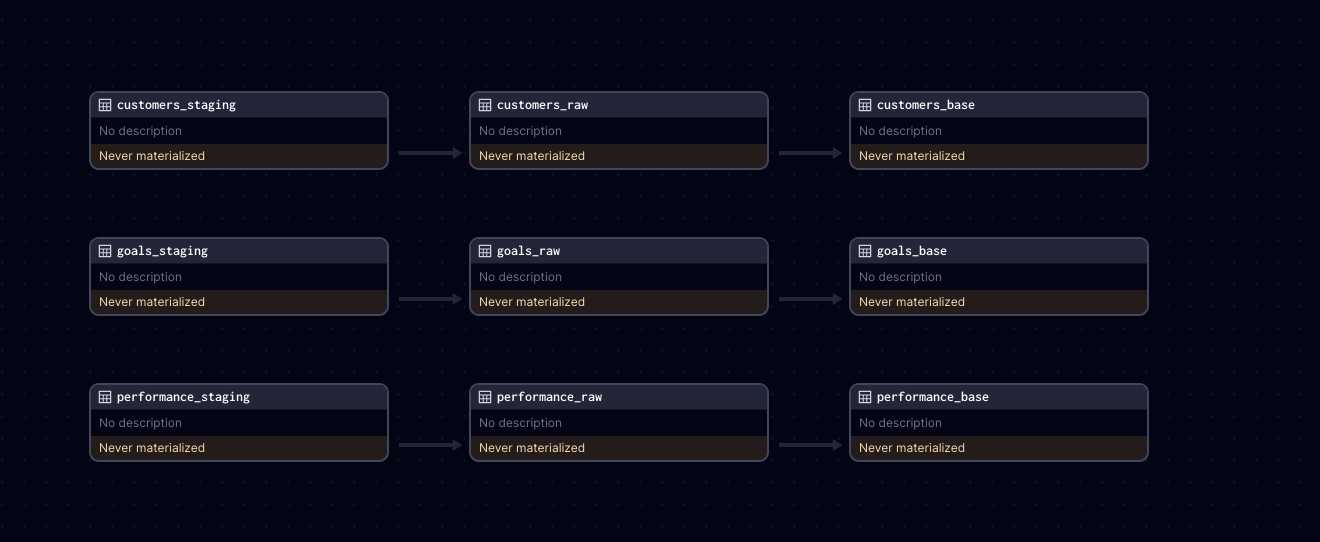 customers_staging
No description
Never materialized
customers_raw
No description
Never materialized
customers_base
No description
Never materialized
goals_staging
No description
Never materialized
goals_raw
No description
Never materialized
goals_base
No description
Never materialized
performance_staging
No description
Never materialized
performance_raw
No description
Never materialized
performance_base
No description
Never materialized